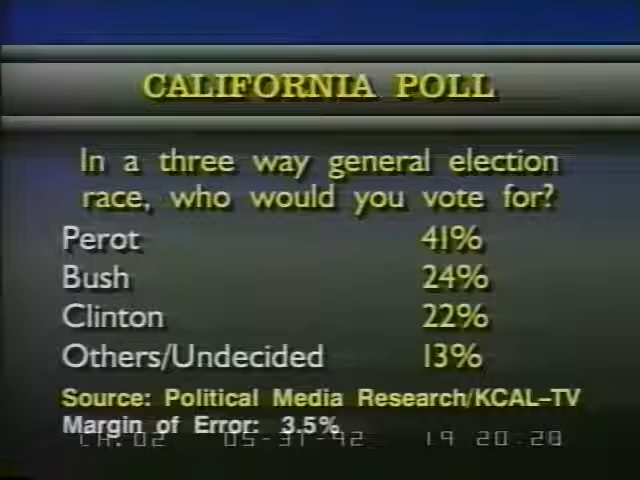 CALIFORNIA POLL
In a three way general election
race, who would you vote for?
Perot 41%
Bush 24%
Clinton 22%
Others/Undecided 13%
Source: Political Media Research/KCAL–TV
Margin of Error: 3.5%
CH.02 05-31-92 19 20:20